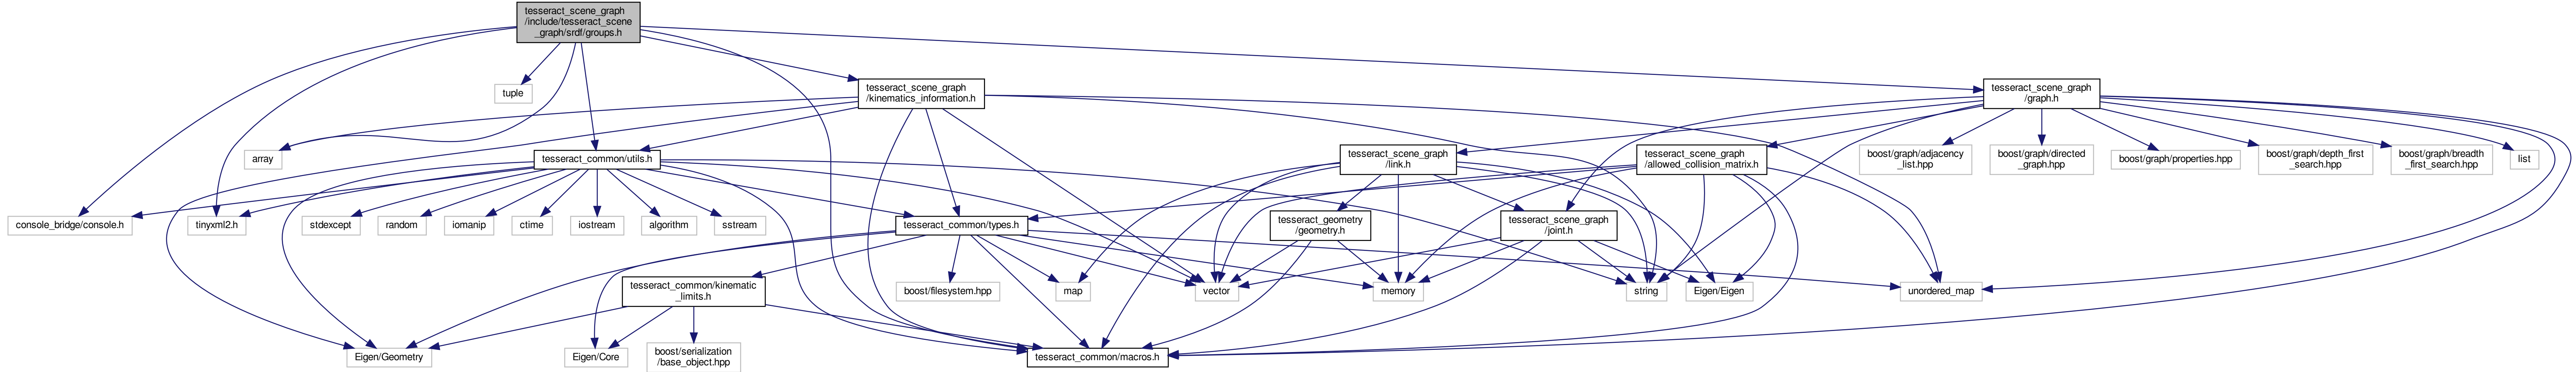 tesseract_scene_graph
/include/tesseract_scene
_graph/srdf/groups.h
tuple
tesseract_scene_graph
/kinematics_information.h
tesseract_scene_graph
/graph.h
array
tesseract_common/utils.h
tesseract_scene_graph
/link.h
tesseract_scene_graph
/allowed_collision_matrix.h
boost/graph/adjacency
_list.hpp
boost/graph/directed
_graph.hpp
boost/graph/properties.hpp
boost/graph/depth_first
_search.hpp
boost/graph/breadth
_first_search.hpp
list
console_bridge/console.h
tinyxml2.h
stdexcept
random
iomanip
ctime
iostream
algorithm
sstream
tesseract_common/types.h
tesseract_geometry
/geometry.h
tesseract_scene_graph
/joint.h
tesseract_common/kinematic
_limits.h
boost/filesystem.hpp
map
vector
memory
string
Eigen/Eigen
unordered_map
Eigen/Geometry
Eigen/Core
boost/serialization
/base_object.hpp
tesseract_common/macros.h